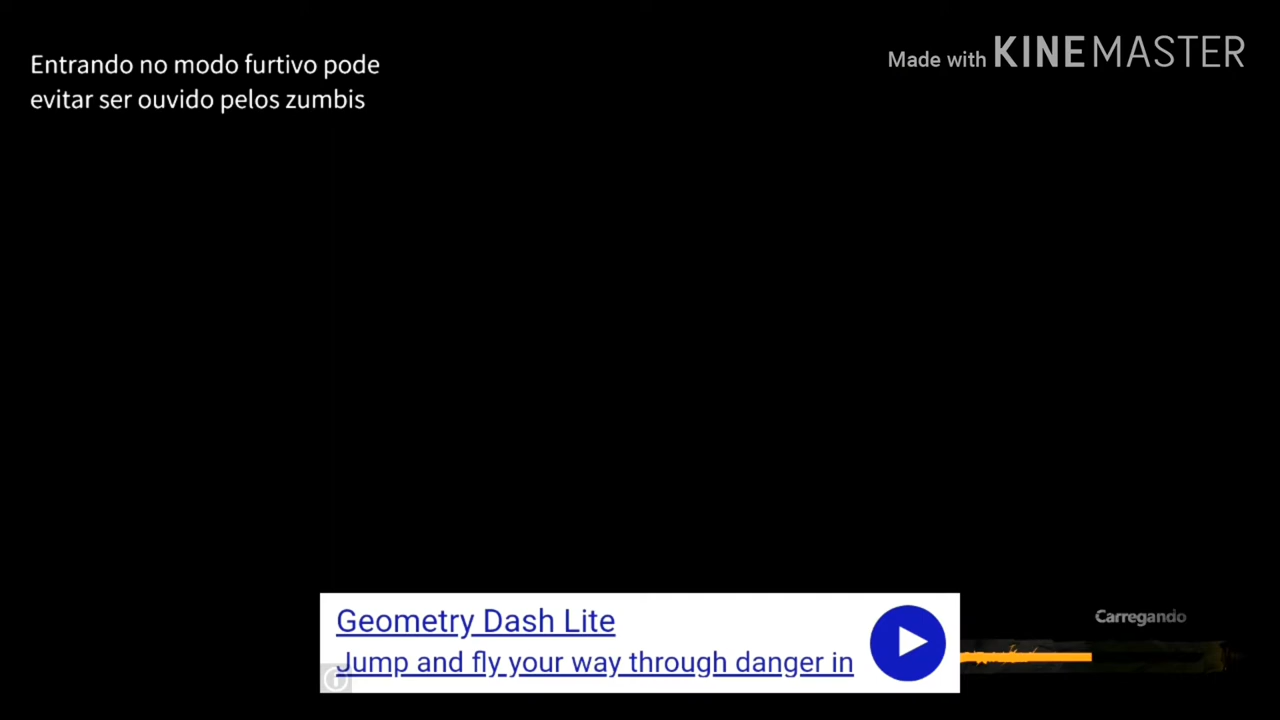 Entrando no modo furtivo pode
evitar ser ouvido pelos zumbis
Made with KINEMASTER
Geometry Dash Lite
Jump and fly your way through danger in
Carregando